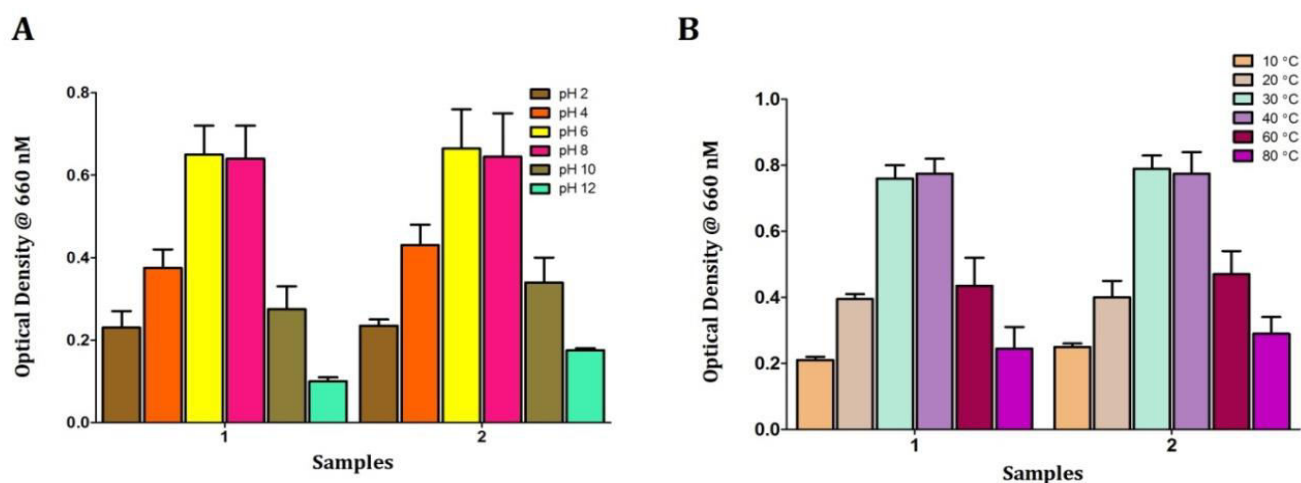 A
Optical Density @ 660 nM
0.8
0.6
0.4
0.2
0.0
pH 2
pH 4
pH 6
pH 8
pH 10
pH 12
1
2
Samples
B
Optical Density @ 660 nM
1.0
0.8
0.6
0.4
0.2
0.0
10 °C
20 °C
30 °C
40 °C
60 °C
80 °C
1
2
Samples